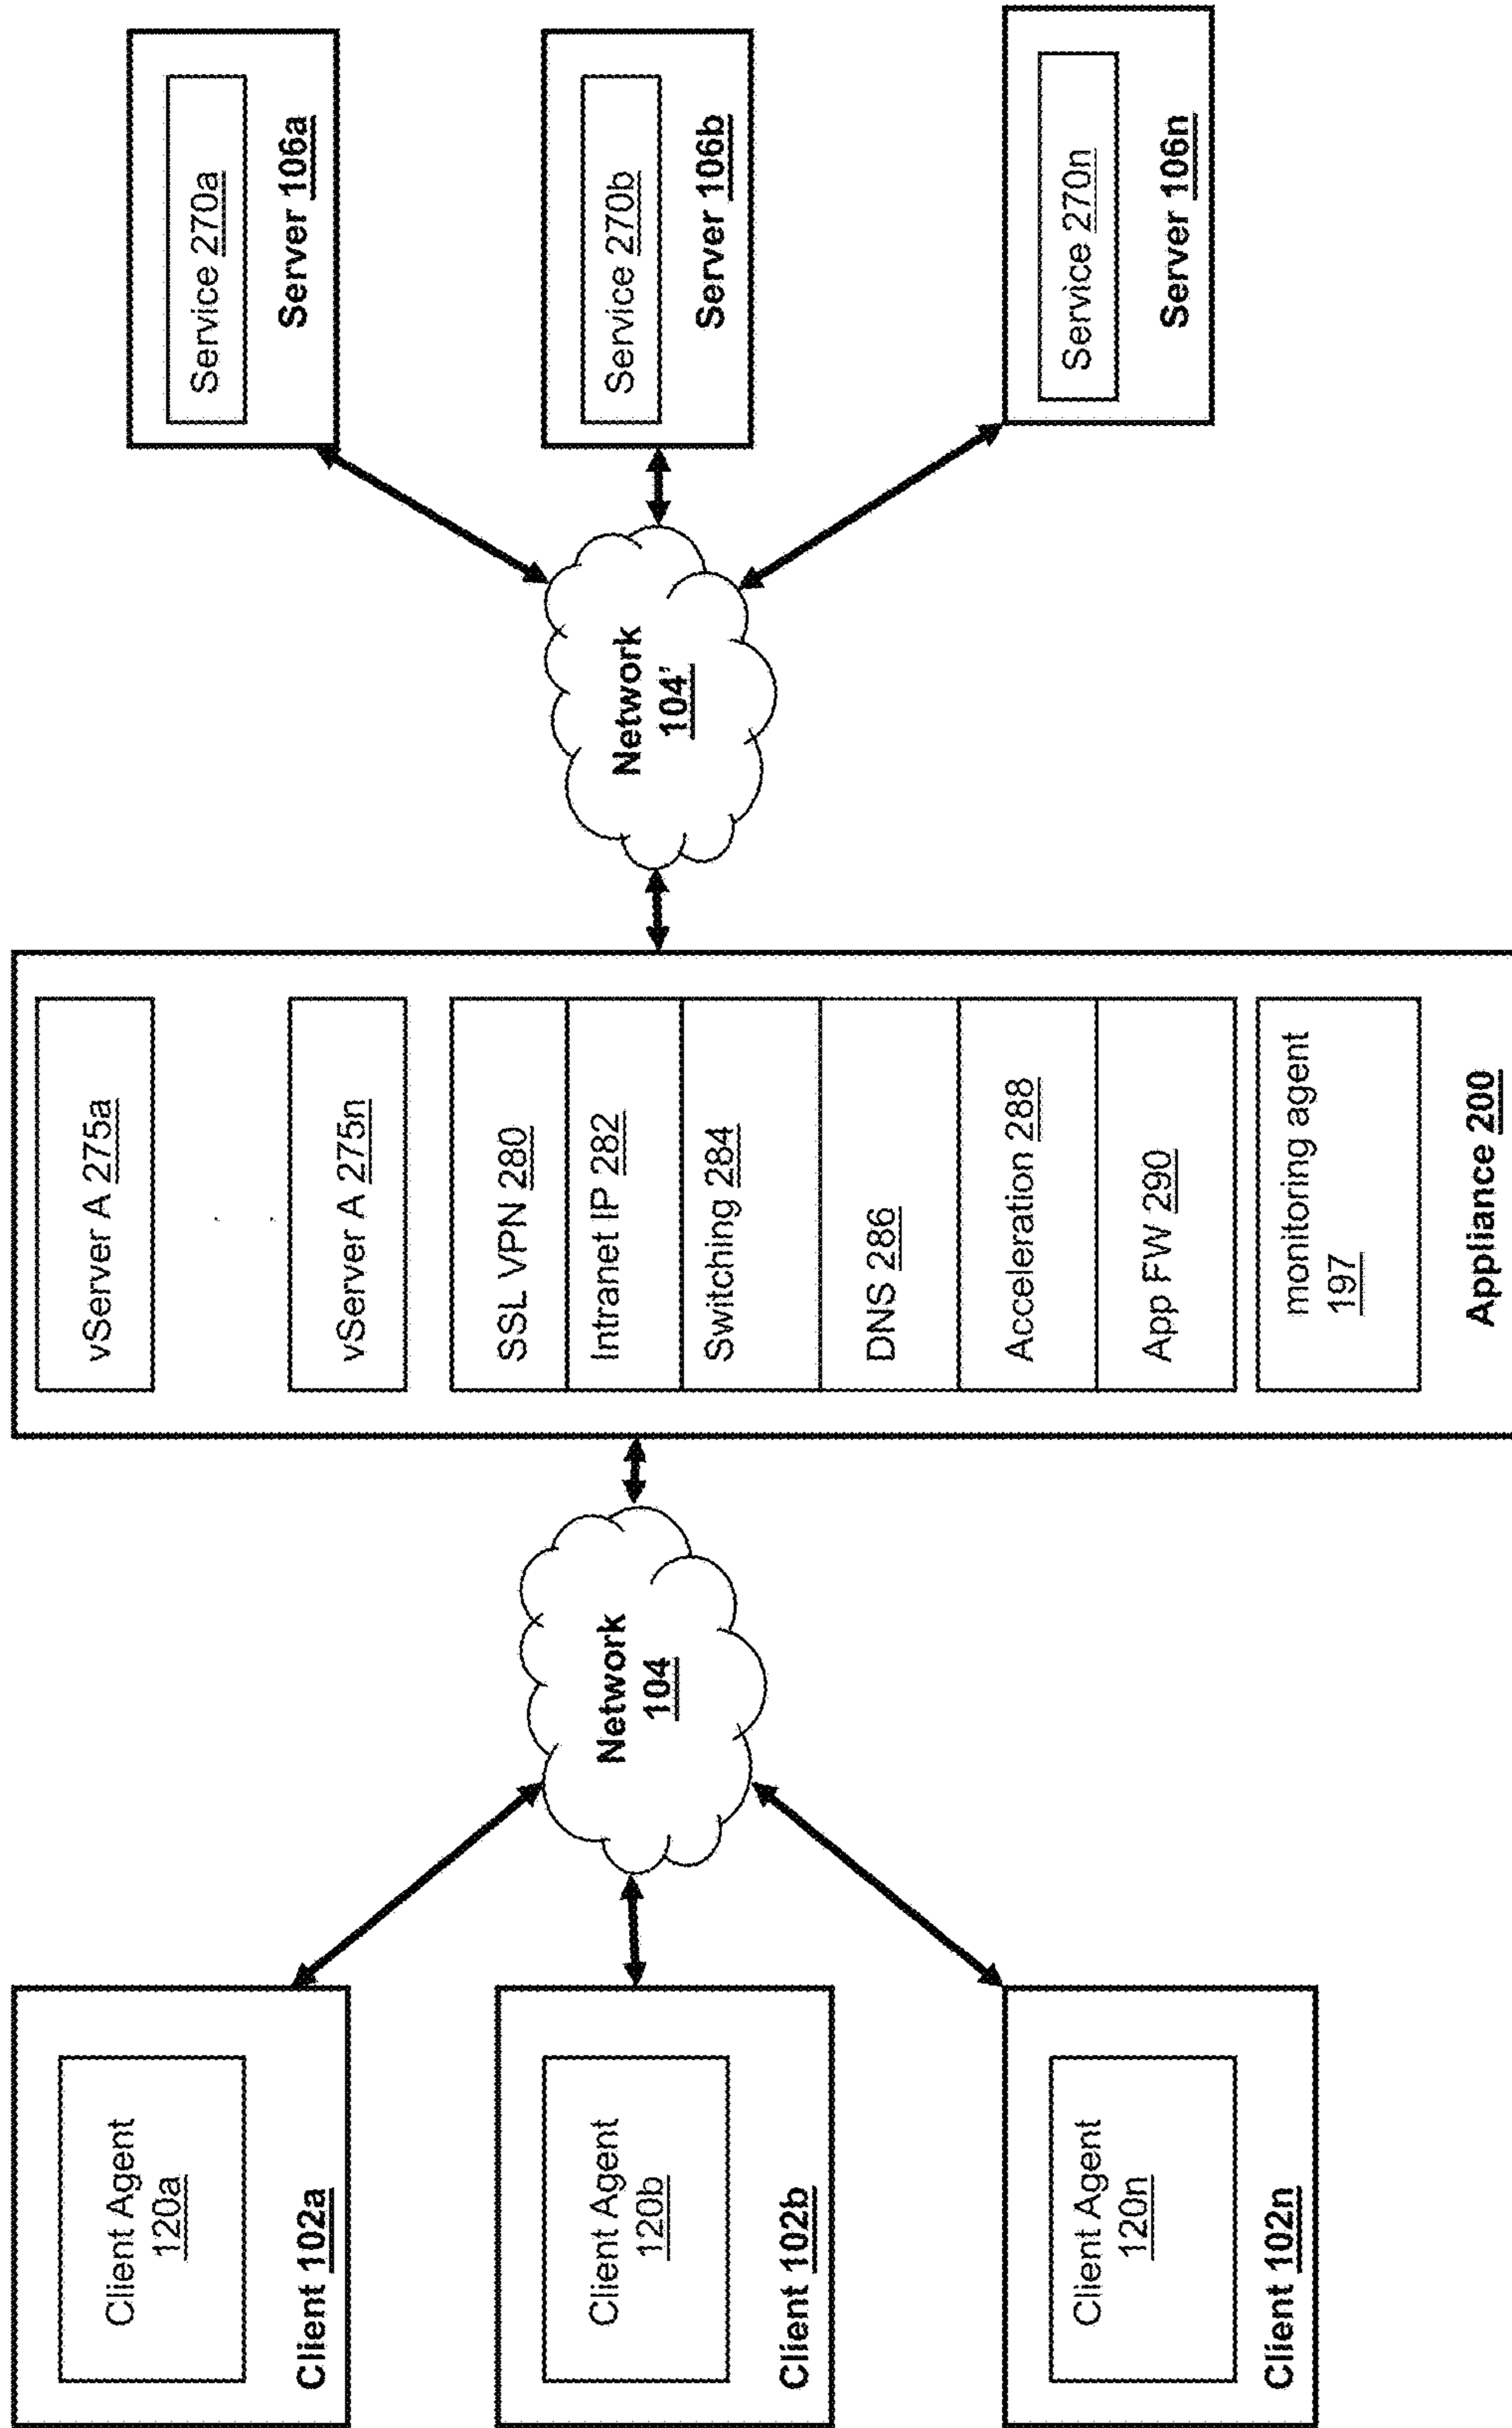 Client Agent
120a
Client 102a
Client Agent
120b
Client 102b
Client Agent
120n
Client 102n
Network
104
vServer A 275a
vServer A 275n
SSL VPN 280
Intranet IP 282
Switching 284
DNS 286
Acceleration 288
App FW 290
monitoring agent
197
Appliance 200
Network
104'
Service 270a
Server 106a
Service 270b
Server 106b
Service 270n
Server 106n